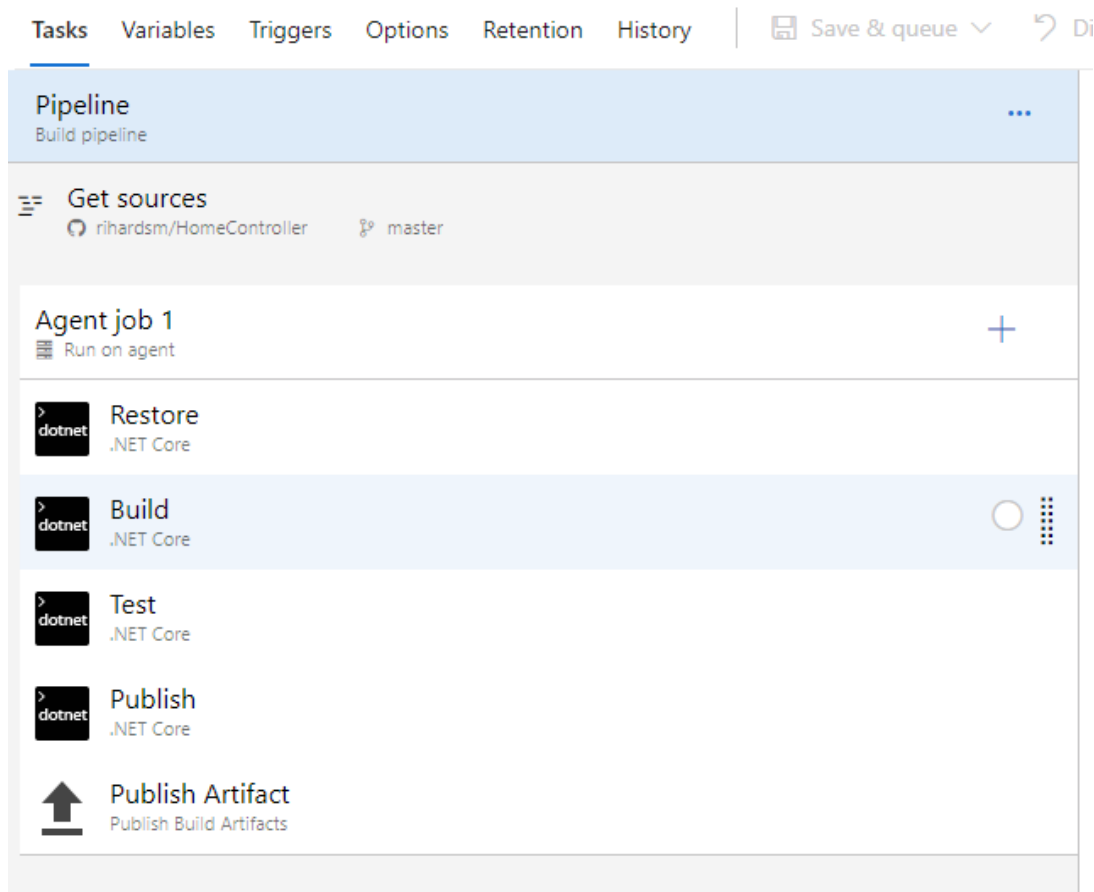 Tasks Variables Triggers Options Retention History Save & queue Di
Pipeline
Build pipeline
Get sources
rihardsm/HomeController master
Agent job 1
Run on agent
>
dotnet
Restore
.NET Core
>
dotnet
Build
.NET Core
>
dotnet
Test
.NET Core
>
dotnet
Publish
.NET Core
Publish Artifact
Publish Build Artifacts